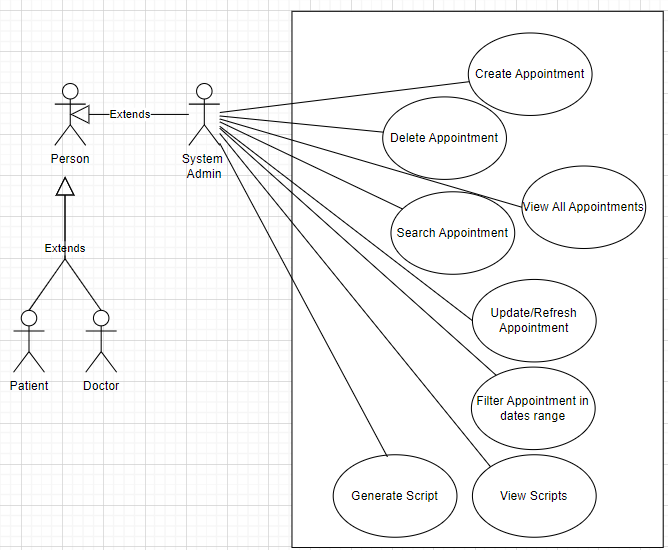 Create Appointment
Extends
Delete Appointment
Person
System
Admin
View All Appointments
Search Appointment
Extends
Update/Refresh
Appointment
Patient
Doctor
Filter Appointment in
dates range
Generate Script
View Scripts